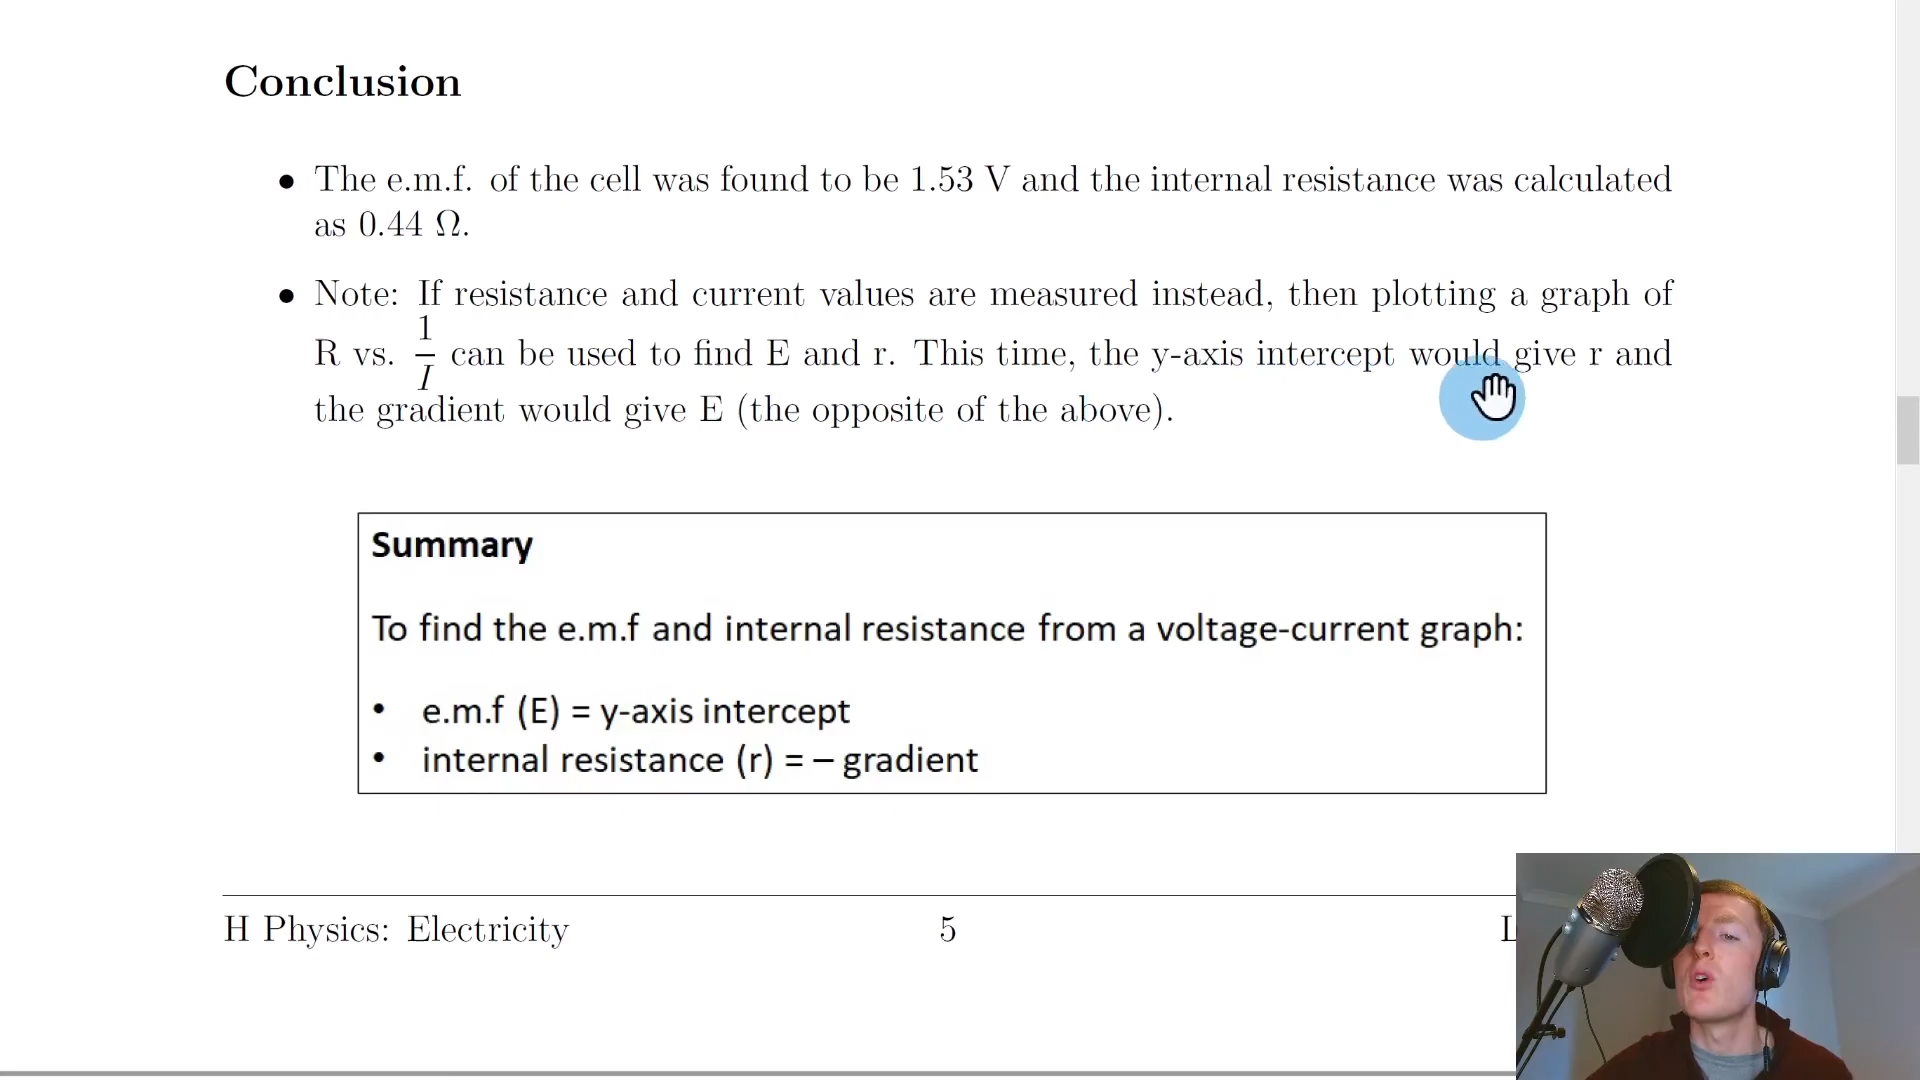 Conclusion
• The e.m.f. of the cell was found to be 1.53 V and the internal resistance was calculated
as 0.44 Ω.
• Note: If resistance and current values are measured instead, then plotting a graph of
R vs. 1/I can be used to find E and r. This time, the y-axis intercept would give r and
the gradient would give E (the opposite of the above).
Summary
To find the e.m.f and internal resistance from a voltage-current graph:
• e.m.f (E) = y-axis intercept
• internal resistance (r) = – gradient
H Physics: Electricity 5